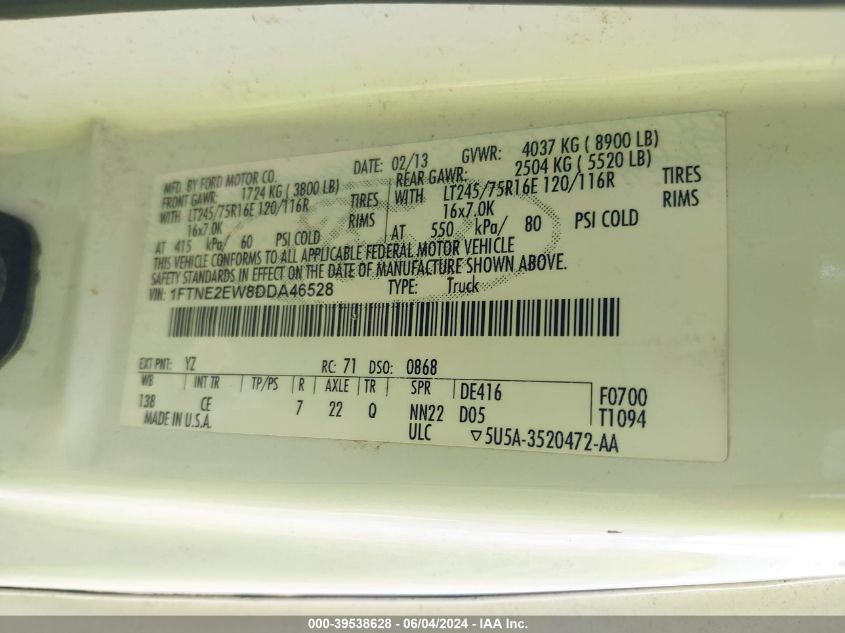 MFD. BY FORD MOTOR CO.
DATE: 02/13 GVWR: 4037 KG ( 8900 LB)
FRONT GAWR: 1724 KG ( 3800 LB) REAR GAWR: 2504 KG ( 5520 LB)
WITH LT245/75R16E 120/116R TIRES WITH LT245/75R16E 120/116R TIRES
16x7.0K RIMS 16x7.0K RIMS
AT 415 kPa/ 60 PSI COLD AT 550 kPa/ 80 PSI COLD
THIS VEHICLE CONFORMS TO ALL APPLICABLE FEDERAL MOTOR VEHICLE
SAFETY STANDARDS IN EFFECT ON THE DATE OF MANUFACTURE SHOWN ABOVE.
VIN: 1FTNE2EW8DDA46528 TYPE: Truck
EXT PNT: YZ RC: 71 DSO: 0868
WB INT TR TP/PS R AXLE TR SPR DE416 F0700
138 CE 7 22 Q NN22 D05 T1094
MADE IN U.S.A. ULC ▽5U5A-3520472-AA
000-39538628 - 06/04/2024 - IAA Inc.